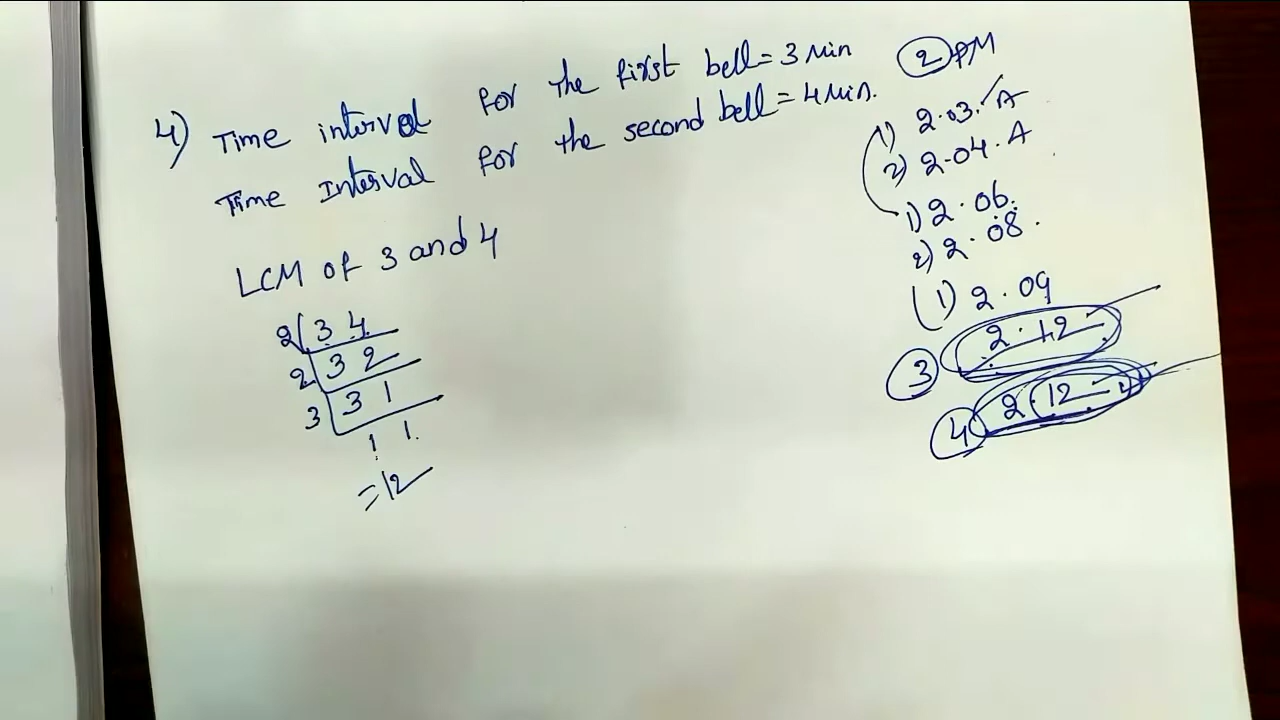 4) Time interval for the first bell = 3 Min
Time Interval for the second bell = 4 Min.
LCM of 3 and 4
2 3 4
2 3 2
3 3 1
1 1.
= 12
2 PM
1) 2.03. A
2) 2.04. A
1) 2.06.
2) 2.08.
1) 2.09
3 2.12
4 2.12